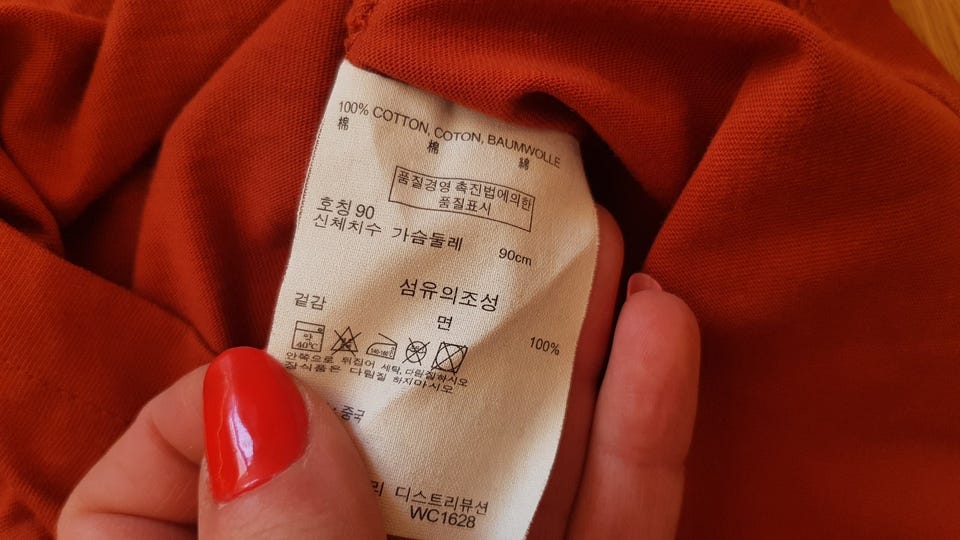 100% COTTON, COTON, BAUMWOLLE
棉 棉 綿
품질경영 촉진법에의한
품질표시
호칭 90
신체치수 가슴둘레 90cm
섬유의조성
겉감 면 100%
약
40℃
안쪽으로 뒤집어 세탁, 다림질하시오
장식품은 다림질 하지마시오
중국
디스트리뷰션
WC1628